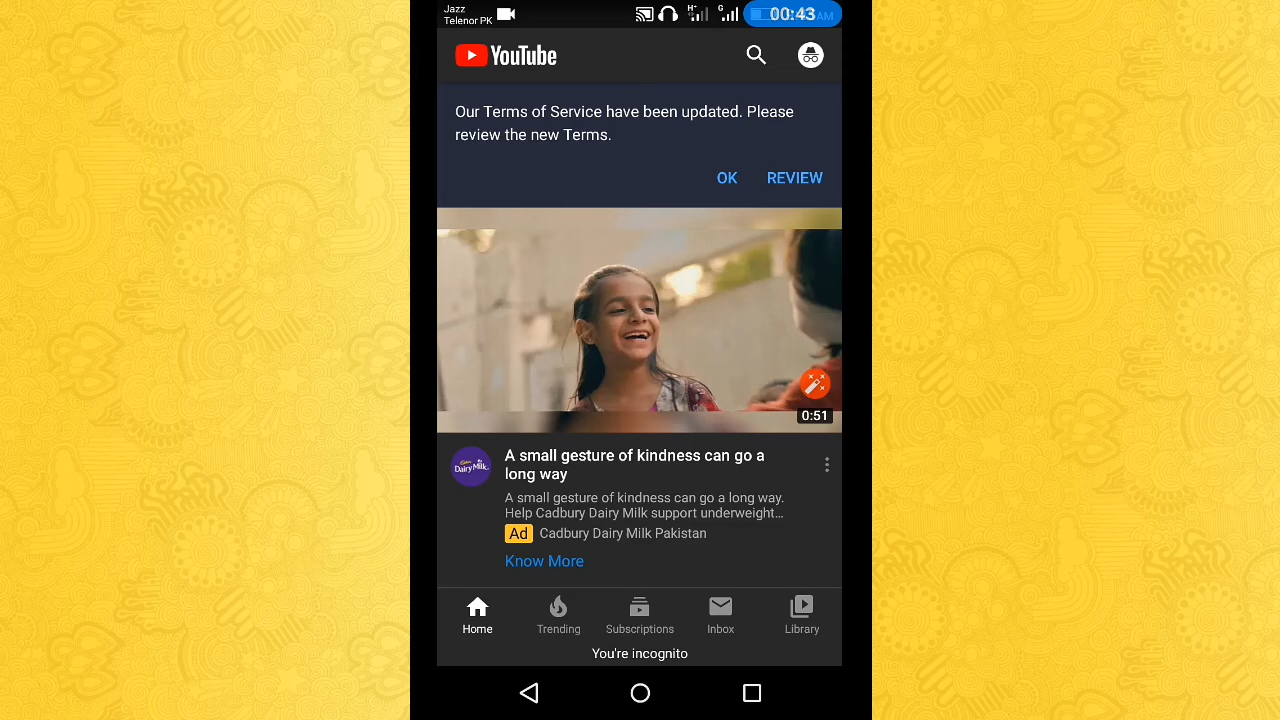 Jazz
Telenor PK
H+
G
00:43 AM
YouTube
Our Terms of Service have been updated. Please
review the new Terms.
OK REVIEW
0:51
Dairy Milk
A small gesture of kindness can go a
long way
A small gesture of kindness can go a long way.
Help Cadbury Dairy Milk support underweight...
Ad Cadbury Dairy Milk Pakistan
Know More
Home Trending Subscriptions Inbox Library
You're incognito